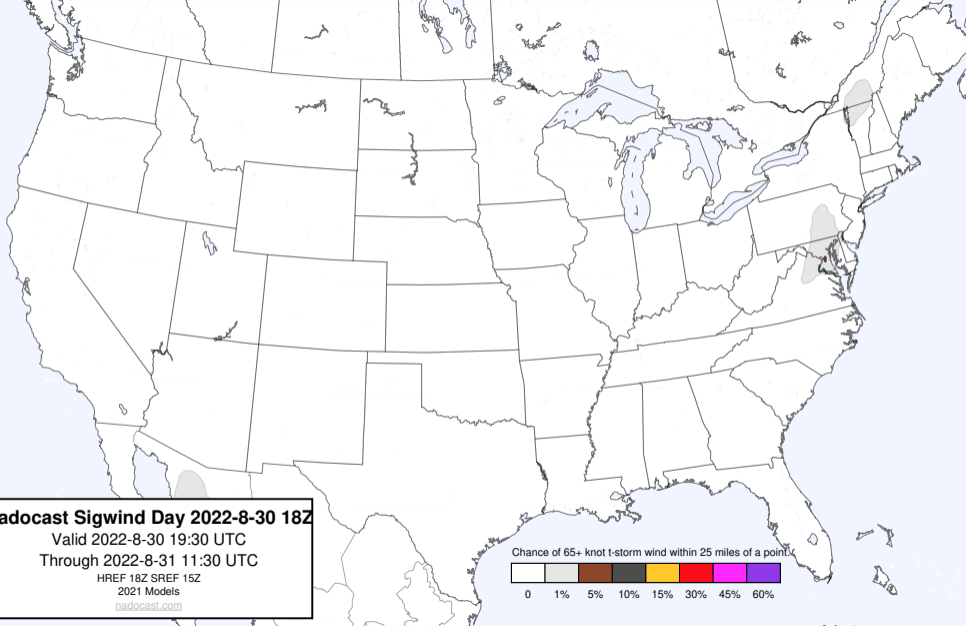 adocast Sigwind Day 2022-8-30 18Z
Valid 2022-8-30 19:30 UTC
Through 2022-8-31 11:30 UTC
HREF 18Z SREF 15Z
2021 Models
nadocast.com
Chance of 65+ knot t-storm wind within 25 miles of a point.
0 1% 5% 10% 15% 30% 45% 60%